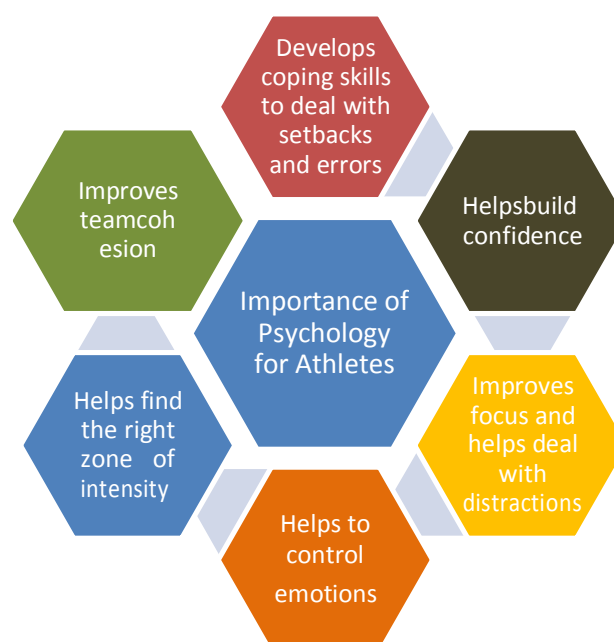 Develops
coping skills
to deal with
setbacks
and errors
Helpsbuild
confidence
Improves
focus and
helps deal
with
distractions
Helps to
control
emotions
Helps find
the right
zone of
intensity
Improves
teamcoh
esion
Importance of
Psychology
for Athletes